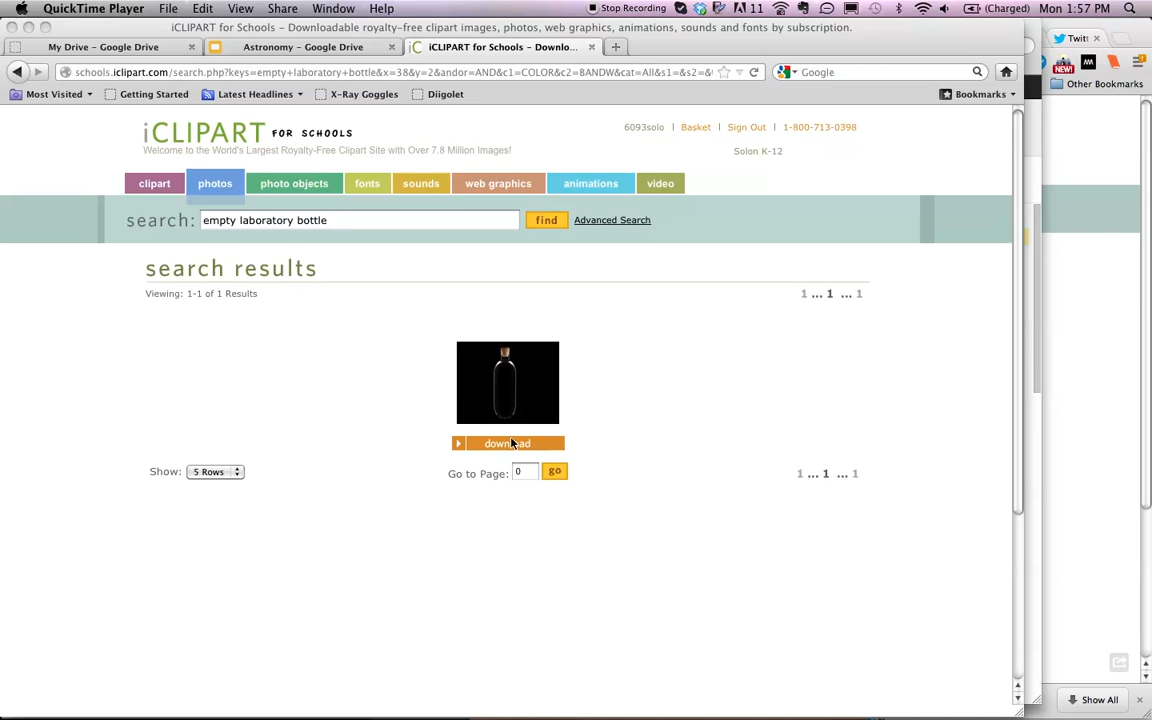 QuickTime Player File Edit View Share Window Help Stop Recording 11 (Charged) Mon 1:57 PM
iCLIPART for Schools – Downloadable royalty-free clipart images, photos, web graphics, animations, sounds and fonts by subscription.
My Drive – Google Drive × Astronomy – Google Drive × iCLIPART for Schools – Downlo... × +
Twitt ×
schools.iclipart.com/search.php?keys=empty+laboratory+bottle&x=38&y=2&andor=AND&c1=COLOR&c2=BANDW&cat=All&s1=&s2=& Google
NEW!
Most Visited Getting Started Latest Headlines X-Ray Goggles Diigolet Bookmarks
Other Bookmarks
iCLIPART FOR SCHOOLS
6093solo | Basket | Sign Out | 1-800-713-0398
Welcome to the World's Largest Royalty-Free Clipart Site with Over 7.8 Million Images!
Solon K-12
clipart photos photo objects fonts sounds web graphics animations video
search: empty laboratory bottle find Advanced Search
search results
Viewing: 1-1 of 1 Results
1 ... 1 ... 1
download
Show: 5 Rows Go to Page: 0 go 1 ... 1 ... 1
Show All ×